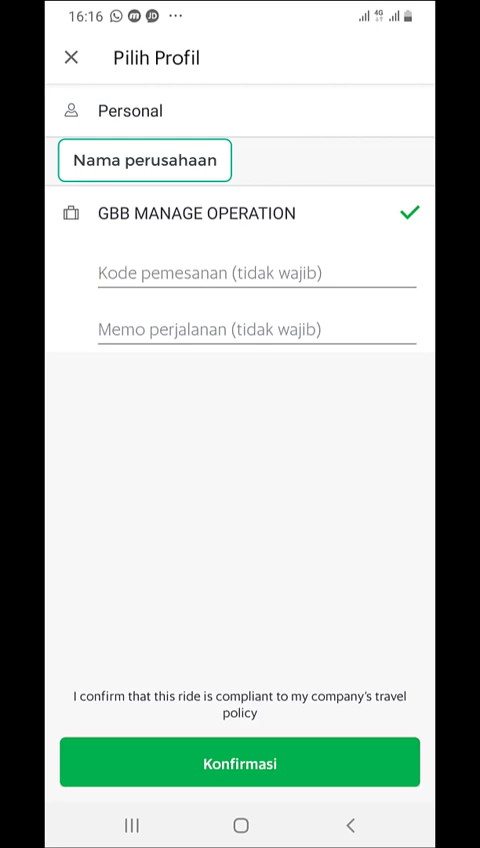 16:16
4G
Pilih Profil
Personal
Nama perusahaan
GBB MANAGE OPERATION
Kode pemesanan (tidak wajib)
Memo perjalanan (tidak wajib)
I confirm that this ride is compliant to my company's travel
policy
Konfirmasi